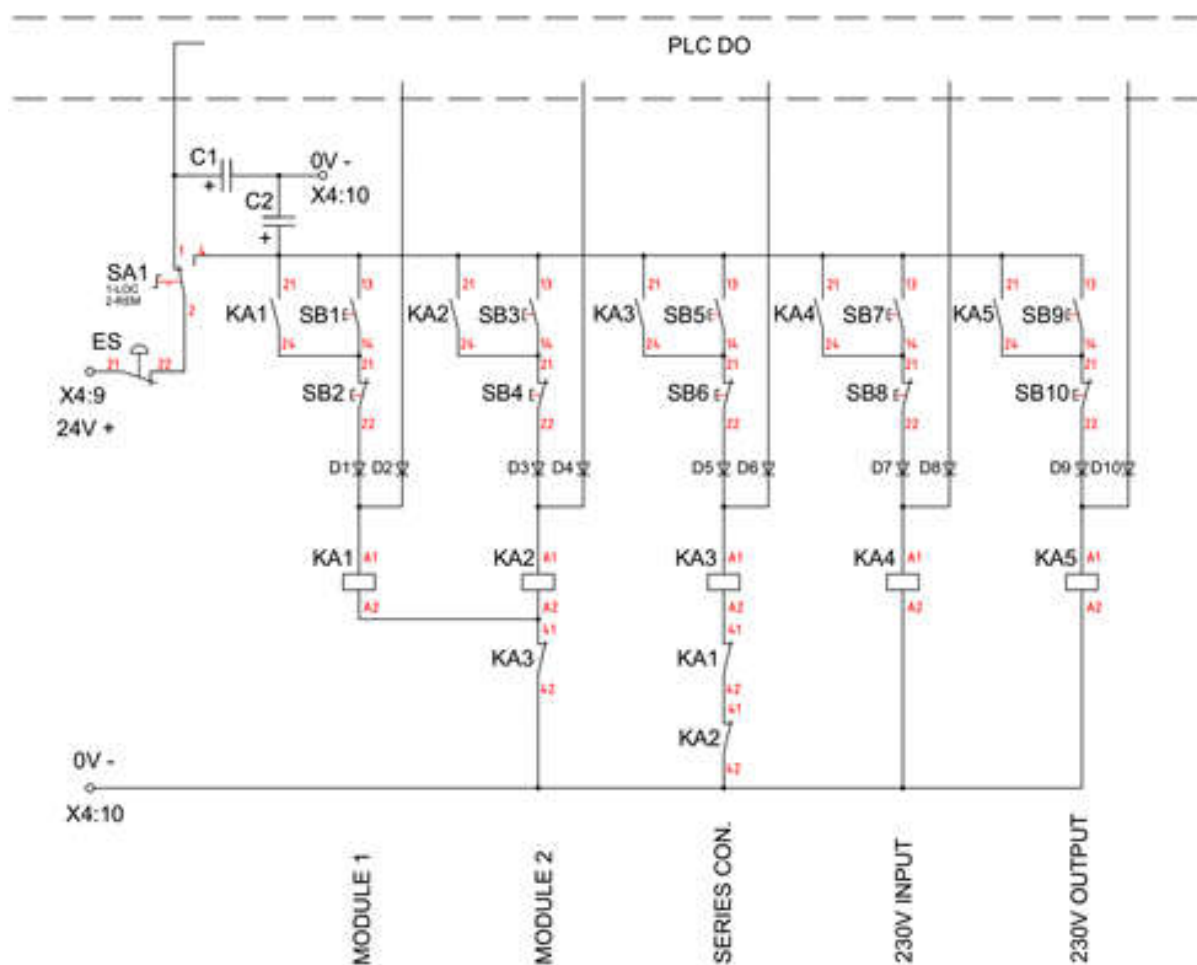 PLC DO
C1
+
0V -
X4:10
C2
+
1 4
SA1
1-LOC
2-REM
2
ES
21 22
X4:9
24V +
21 13 21 13 21 13 21 13 21 13
KA1 SB1 KA2 SB3 KA3 SB5 KA4 SB7 KA5 SB9
24 14 24 14 24 14 24 14 24 14
21 21 21 21 21
SB2 SB4 SB6 SB8 SB10
22 22 22 22 22
D1 D2 D3 D4 D5 D6 D7 D8 D9 D10
KA1 A1 KA2 A1 KA3 A1 KA4 A1 KA5 A1
A2 A2 A2 A2 A2
41 41
KA3 KA1
42 42
41
KA2
42
0V -
X4:10
MODULE 1
MODULE 2
SERIES CON.
230V INPUT
230V OUTPUT